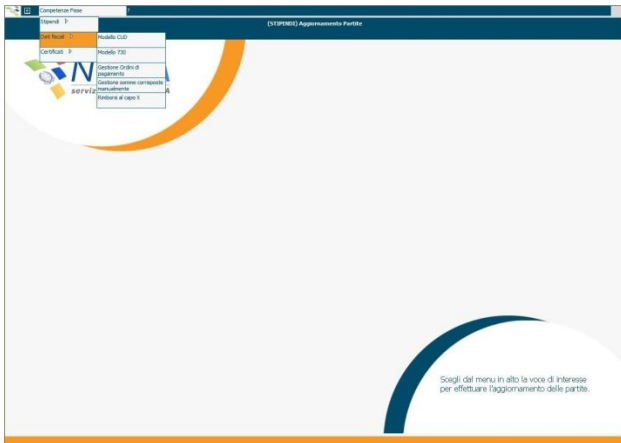 Competenze Fisse
Stipendi
(STIPENDI) Aggiornamento Partite
Dati fiscali
Modello CUD
Certificati
Modello 730
Gestione Ordini di
pagamento
Gestione somme corrisposte
manualmente
Rimborsi al capo X
serviz
A
Scegli dal menu in alto la voce di interesse
per effettuare l'aggiornamento delle partite.